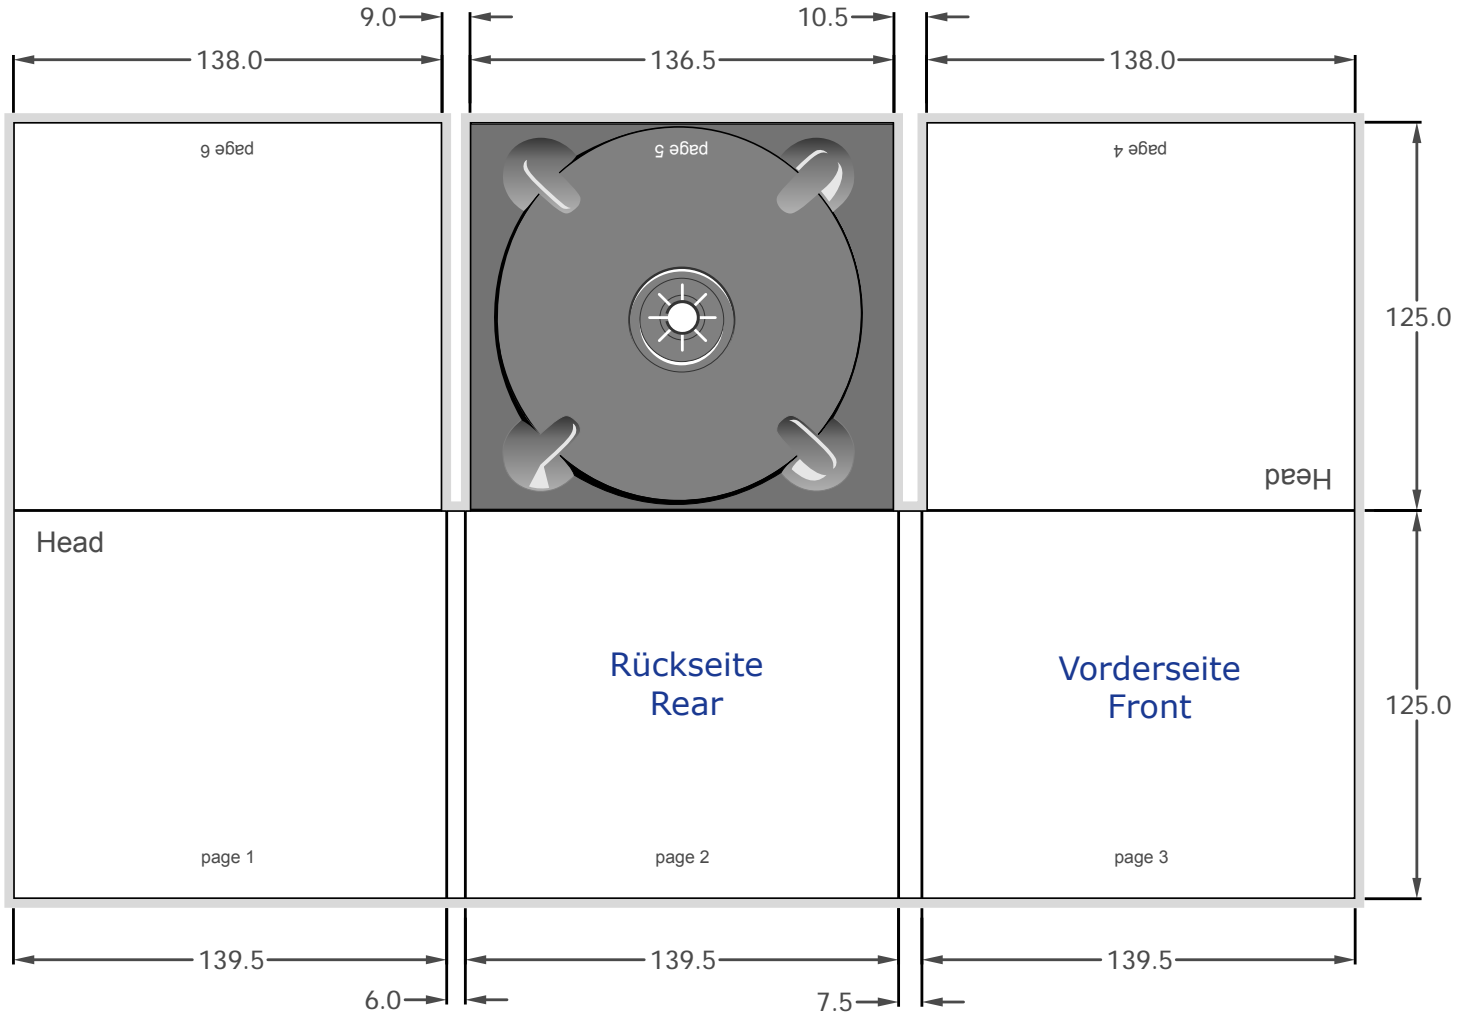 9.0
10.5
138.0
136.5
138.0
page 6
page 5
page 4
125.0
Head
Head
Rückseite
Rear
Vorderseite
Front
125.0
page 1
page 2
page 3
139.5
139.5
139.5
6.0
7.5